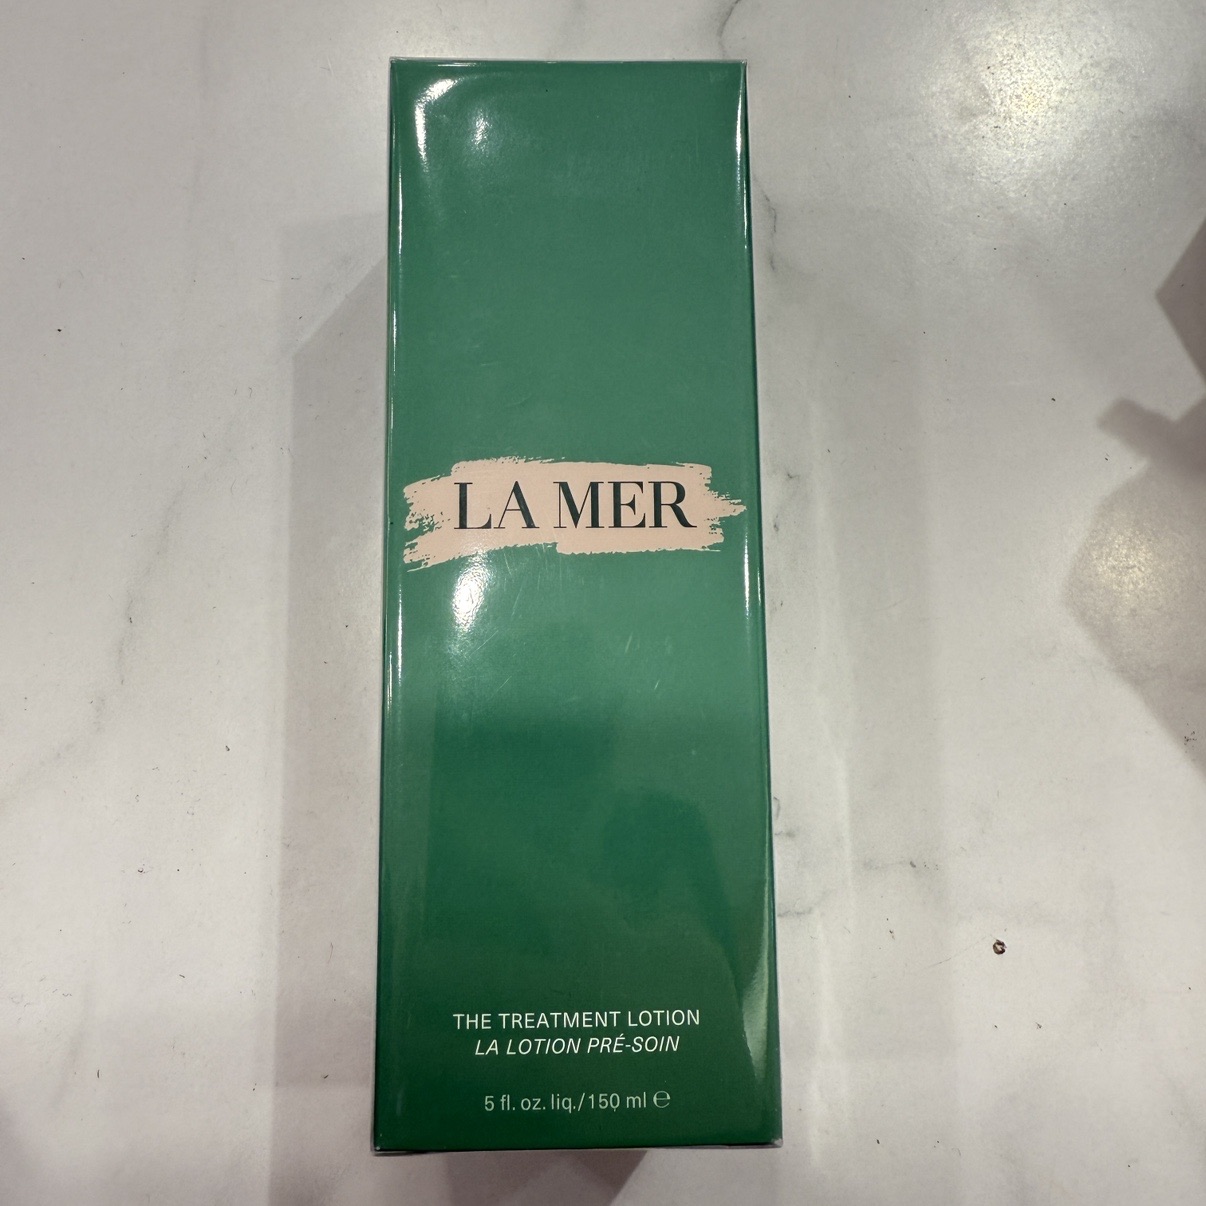 LA MER
THE TREATMENT LOTION
LA LOTION PRÉ-SOIN
5 fl. oz. liq./150 ml ℮